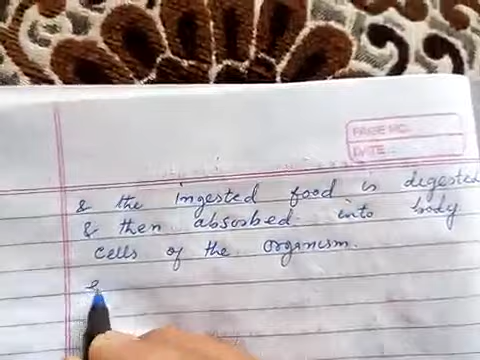 PAGE NO.
DATE
& the ingested food is digested
& then absorbed into body
cells of the organism.